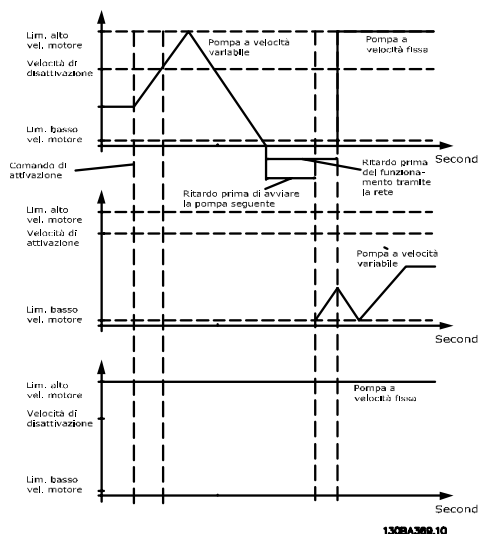 Lim. alto
vel. motore
Pompa a velocità
variabile
Pompa a
velocità fissa
Velocità di
disattivazione
Lim. basso
vel. motore
Second
Comando di
attivazione
Ritardo prima
del funziona-
mento tramite
la rete
Ritardo prima di avviare
la pompa seguente
Lim. alto
vel. motore
Velocità di
attivazione
Pompa a velocità
variabile
Lim. basso
vel. motore
Second
Lim. alto
vel. motore
Pompa a
velocità fissa
Velocità di
disattivazione
Lim. basso
vel. motore
Second
130BA369.10